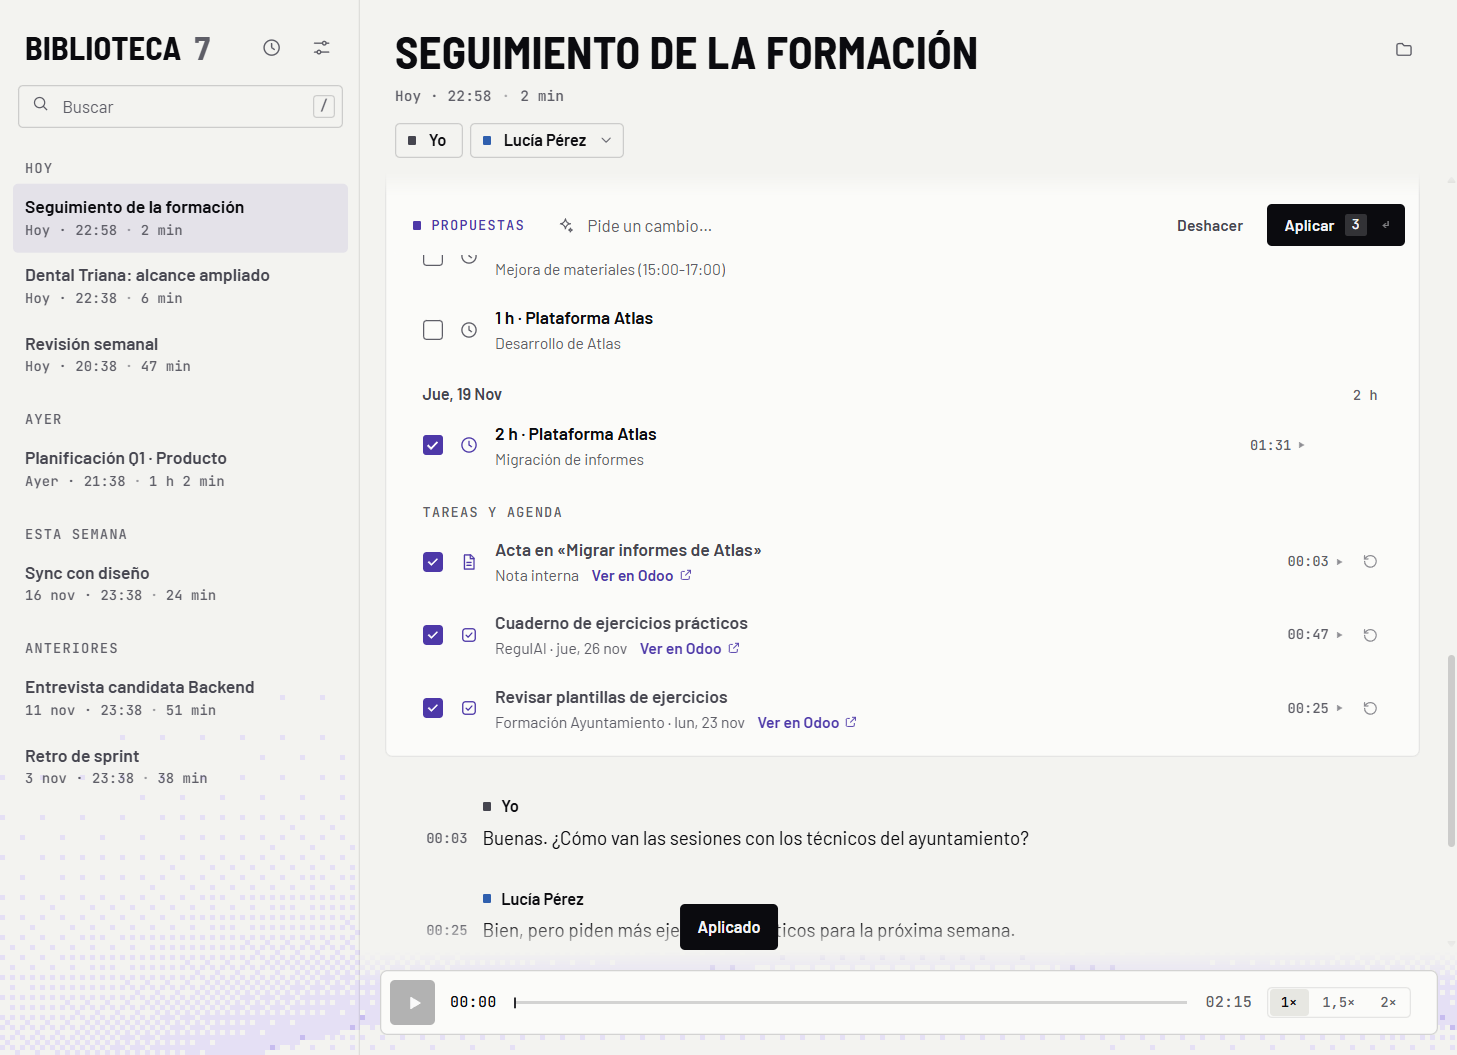 BIBLIOTECA 7
Buscar /
HOY
Seguimiento de la formación
Hoy · 22:58 · 2 min
Dental Triana: alcance ampliado
Hoy · 22:38 · 6 min
Revisión semanal
Hoy · 20:38 · 47 min
AYER
Planificación Q1 · Producto
Ayer · 21:38 · 1 h 2 min
ESTA SEMANA
Sync con diseño
16 nov · 23:38 · 24 min
ANTERIORES
Entrevista candidata Backend
11 nov · 23:38 · 51 min
Retro de sprint
3 nov · 23:38 · 38 min
SEGUIMIENTO DE LA FORMACIÓN
Hoy · 22:58 · 2 min
Yo
Lucía Pérez
PROPUESTAS Pide un cambio... Deshacer Aplicar 3
Mejora de materiales (15:00-17:00)
1 h · Plataforma Atlas
Desarrollo de Atlas
Jue, 19 Nov 2 h
2 h · Plataforma Atlas
01:31
Migración de informes
TAREAS Y AGENDA
Acta en «Migrar informes de Atlas»
00:03
Nota interna Ver en Odoo
Cuaderno de ejercicios prácticos
00:47
RegulAI · jue, 26 nov Ver en Odoo
Revisar plantillas de ejercicios
00:25
Formación Ayuntamiento · lun, 23 nov Ver en Odoo
Yo
00:03 Buenas. ¿Cómo van las sesiones con los técnicos del ayuntamiento?
Lucía Pérez
00:25 Bien, pero piden más eje ticos para la próxima semana.
Aplicado
00:00 02:15 1× 1,5× 2×